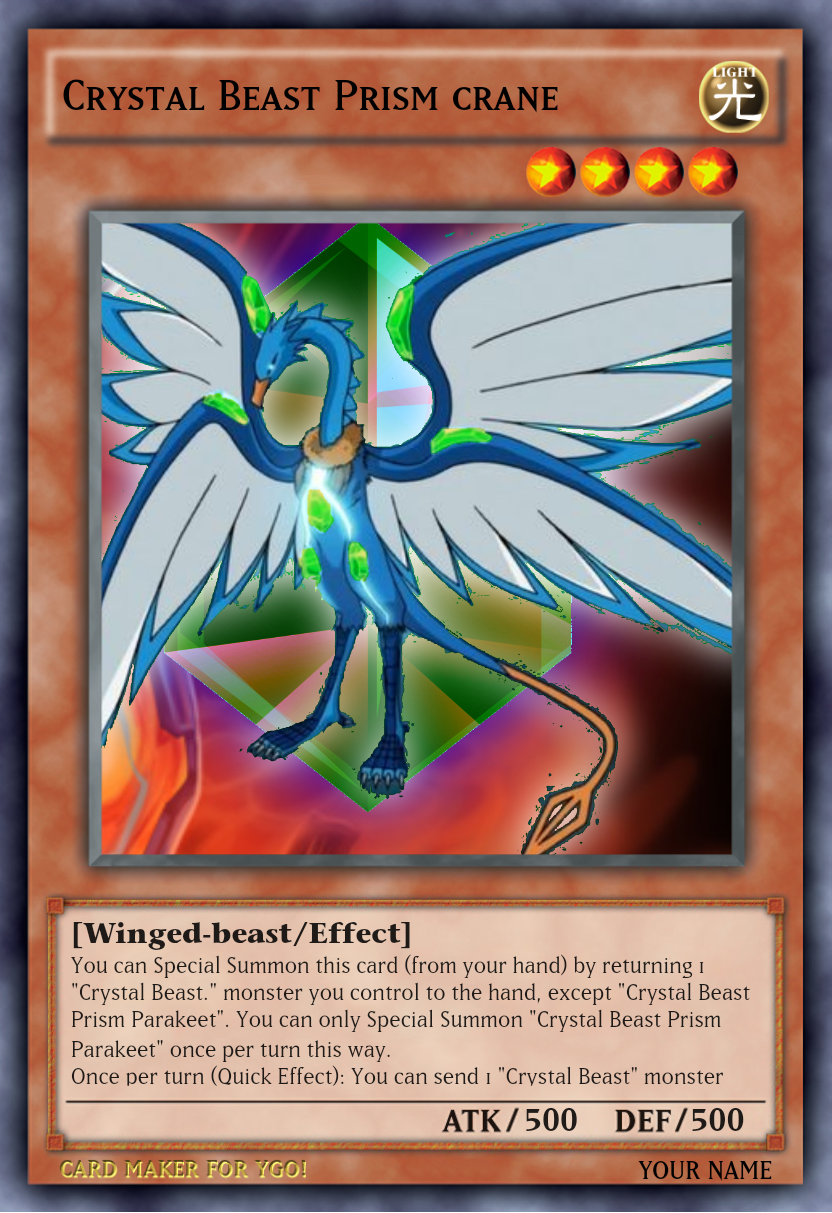 Crystal Beast Prism crane
LIGHT
光
[Winged-beast/Effect]
You can Special Summon this card (from your hand) by returning 1
"Crystal Beast." monster you control to the hand, except "Crystal Beast
Prism Parakeet". You can only Special Summon "Crystal Beast Prism
Parakeet" once per turn this way.
Once per turn (Quick Effect): You can send 1 "Crystal Beast" monster
ATK/500 DEF/500
CARD MAKER FOR YGO! YOUR NAME